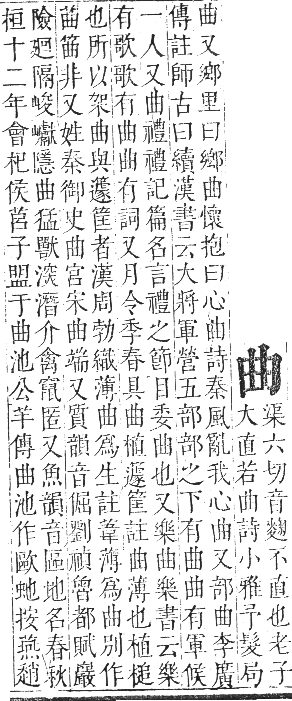 曲
渠六切音麴不直也老子
大直若曲詩小雅予髮局
曲又鄉里曰鄉曲懷抱曰心曲詩秦風亂我心曲又部曲李廣
傳註師古曰續漢書云大將軍營五部部之下有曲曲有軍候
一人又曲禮禮記篇名言禮之節目委曲也又樂曲樂書云樂
有歌歌有曲曲有詞又月令季春具曲植籧筐註曲薄也植槌
也所以架曲與籧筐者漢周勃織薄曲爲生註葦薄爲曲別作
䒼筁非又姓秦御史曲宮宋曲端又質韻音倔劉楨魯都賦巖
險廻隔峻巘隱曲猛獸深潛介禽竄匿又魚韻音區地名春秋
桓十二年會杞侯莒子盟于曲池公羊傳曲池作歐虵按燕趙